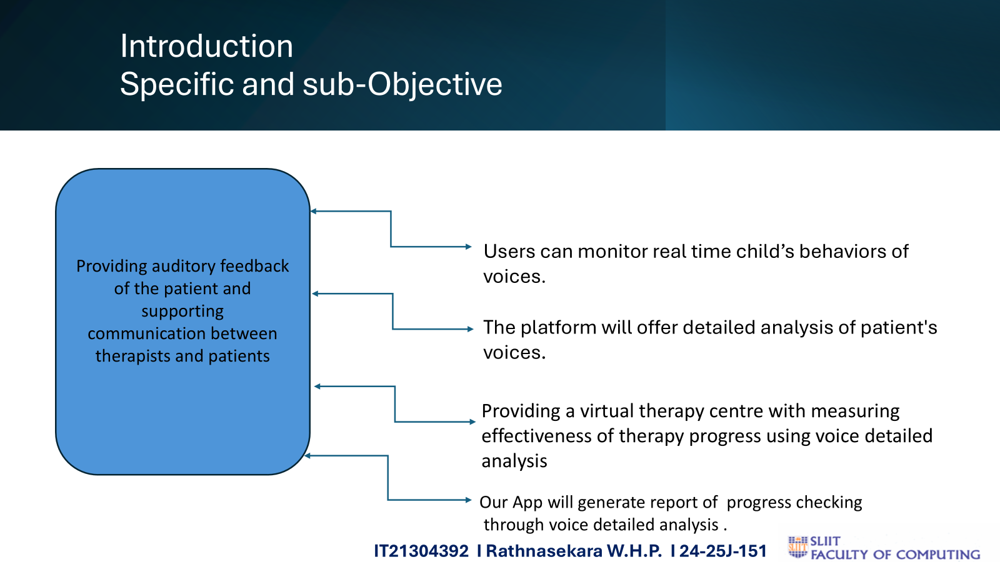 Introduction
Specific and sub-Objective
Providing auditory feedback
of the patient and
supporting
communication between
therapists and patients
Users can monitor real time child’s behaviors of
voices.
The platform will offer detailed analysis of patient's
voices.
Providing a virtual therapy centre with measuring
effectiveness of therapy progress using voice detailed
analysis
Our App will generate report of  progress checking
through voice detailed analysis .
IT21304392  I Rathnasekara W.H.P.  I 24-25J-151
SLIIT
SLIIT
FACULTY OF COMPUTING